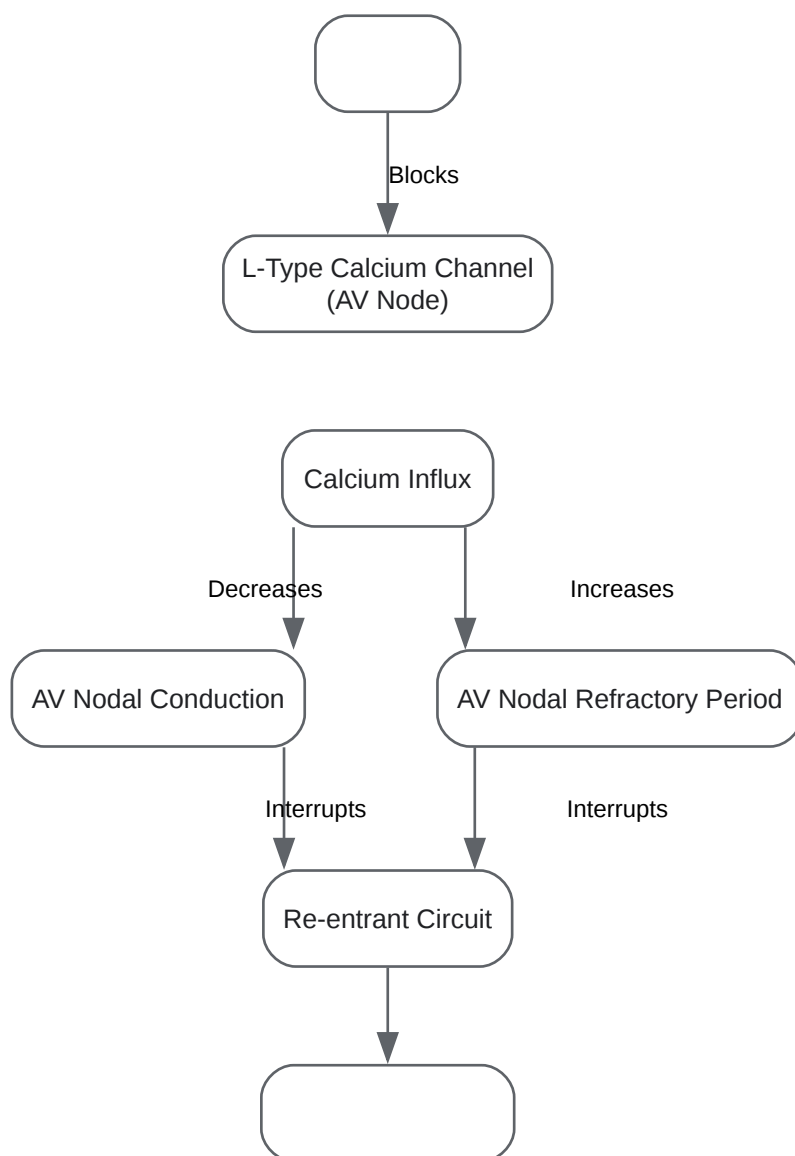 Blocks
L-Type Calcium Channel
(AV Node)
Calcium Influx
Decreases
Increases
AV Nodal Conduction
AV Nodal Refractory Period
Interrupts
Interrupts
Re-entrant Circuit